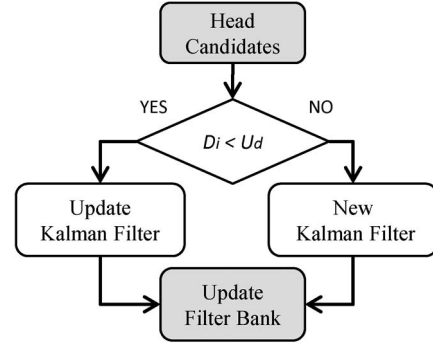 Head
Candidates
YES
NO
Di < Ud
Update
Kalman Filter
New
Kalman Filter
Update
Filter Bank